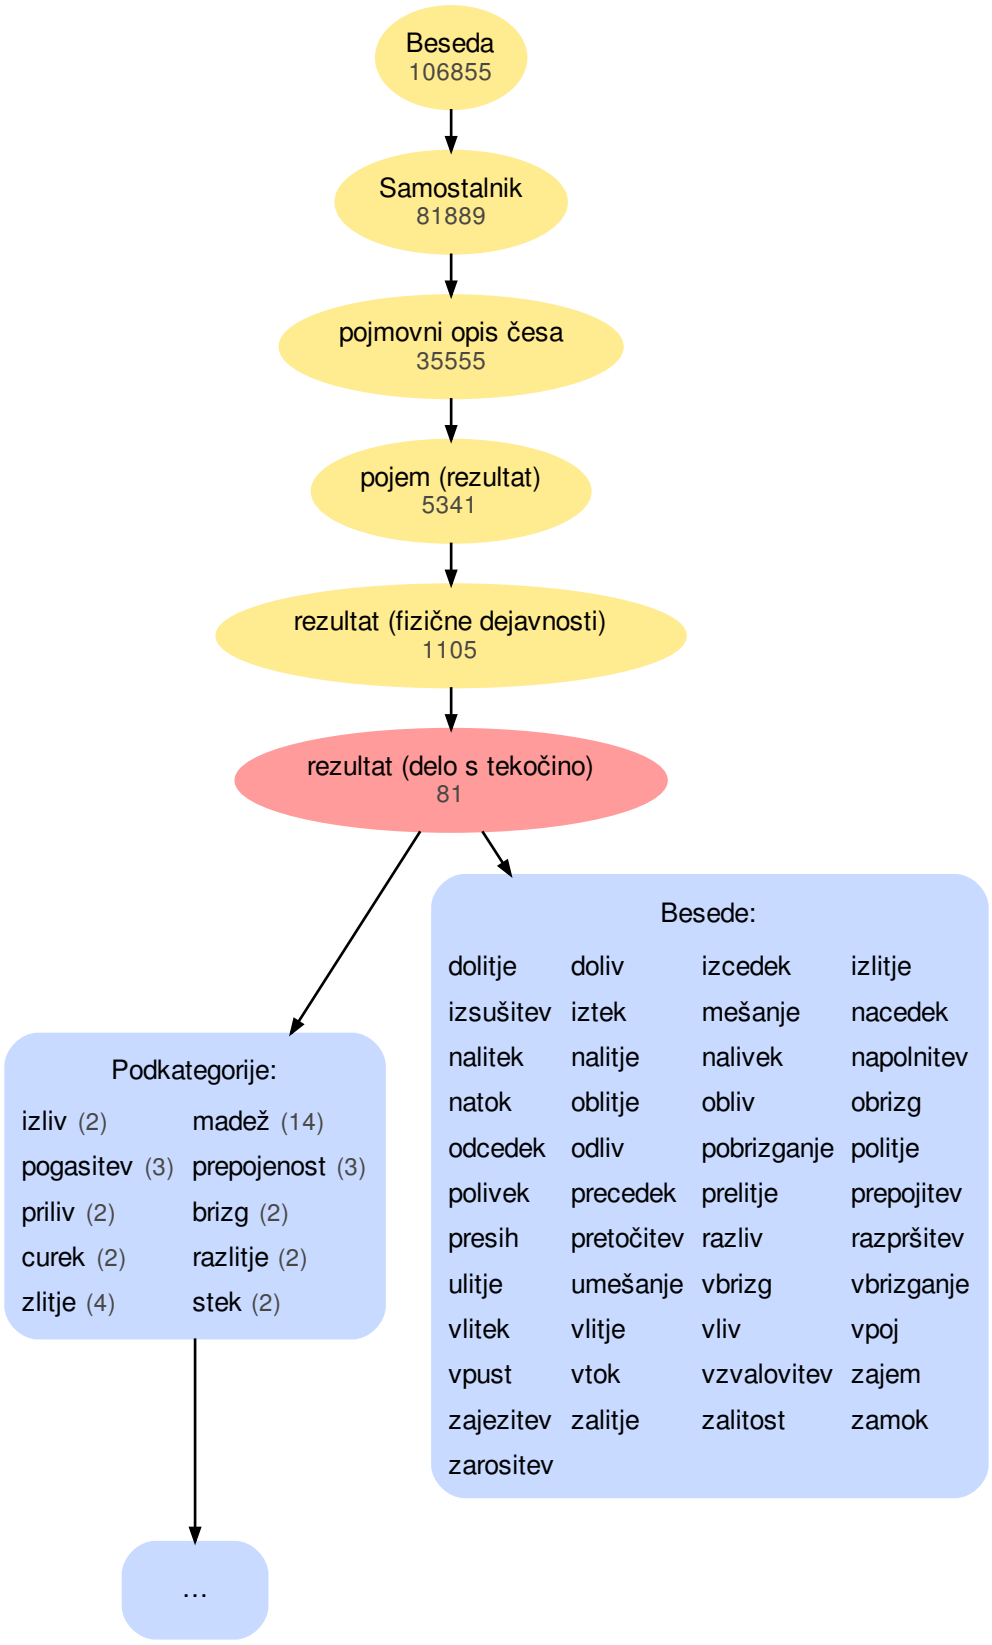 Beseda
106855
Samostalnik
81889
pojmovni opis česa
35555
pojem (rezultat)
5341
rezultat (fizične dejavnosti)
1105
rezultat (delo s tekočino)
81
Podkategorije:
izliv (2) madež (14)
pogasitev (3) prepojenost (3)
priliv (2) brizg (2)
curek (2) razlitje (2)
zlitje (4) stek (2)
...
Besede:
dolitje doliv izcedek izlitje
izsušitev iztek mešanje nacedek
nalitek nalitje nalivek napolnitev
natok oblitje obliv obrizg
odcedek odliv pobrizganje politje
polivek precedek prelitje prepojitev
presih pretočitev razliv razpršitev
ulitje umešanje vbrizg vbrizganje
vlitek vlitje vliv vpoj
vpust vtok vzvalovitev zajem
zajezitev zalitje zalitost zamok
zarositev